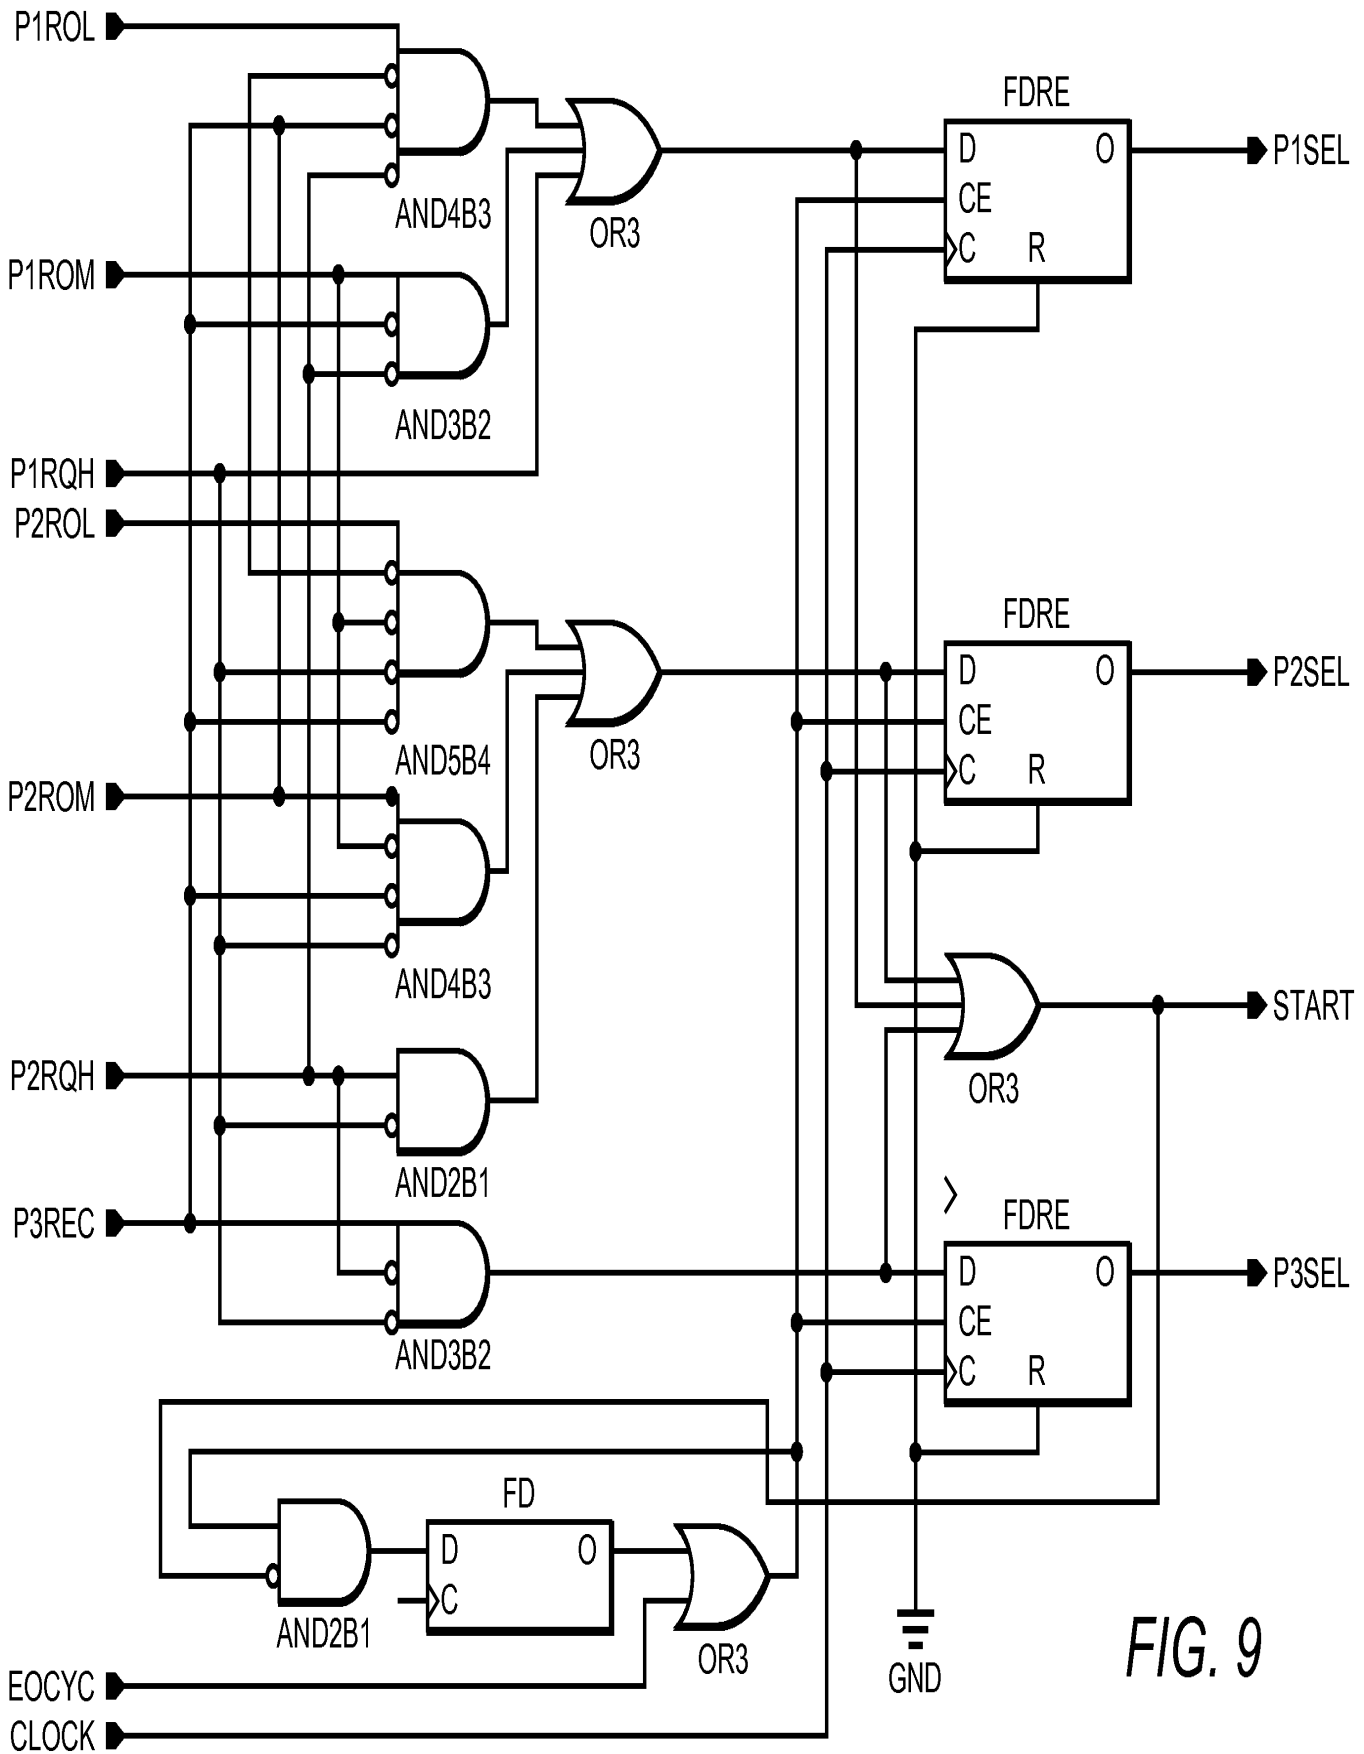 P1ROL
FDRE
D O
P1SEL
CE
C R
AND4B3
OR3
P1ROM
AND3B2
P1RQH
P2ROL
FDRE
D O
P2SEL
CE
C R
AND5B4
OR3
P2ROM
AND4B3
START
P2RQH
OR3
AND2B1
P3REC
FDRE
D O
P3SEL
CE
C R
AND3B2
FD
D O
C
AND2B1
OR3
GND
FIG. 9
EOCYC
CLOCK